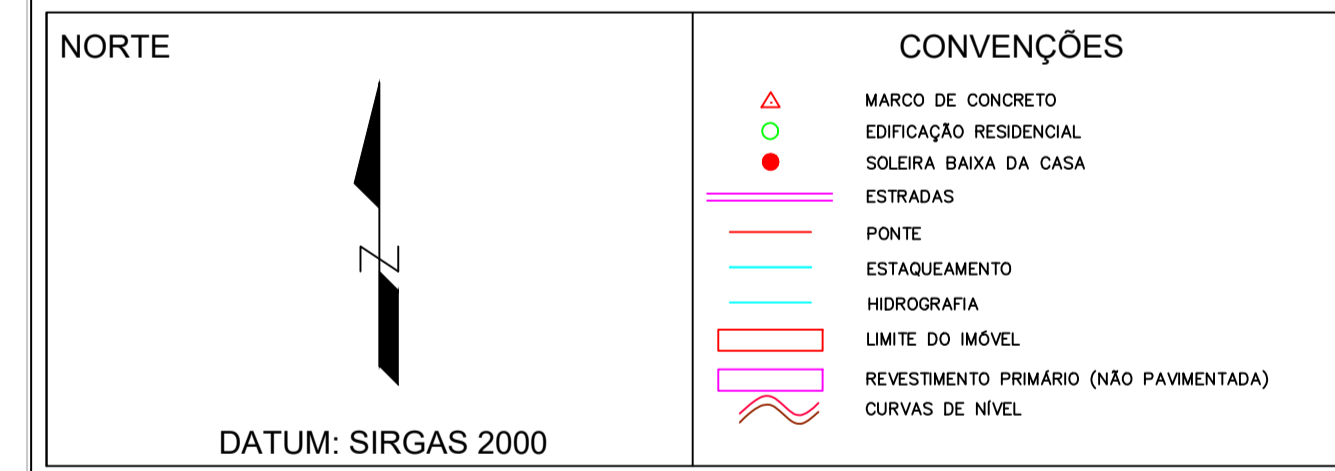 NORTE
DATUM: SIRGAS 2000
CONVENÇÕES
MARCO DE CONCRETO
EDIFICAÇÃO RESIDENCIAL
SOLEIRA BAIXA DA CASA
ESTRADAS
PONTE
ESTAQUEAMENTO
HIDROGRAFIA
LIMITE DO IMÓVEL
REVESTIMENTO PRIMÁRIO (NÃO PAVIMENTADA)
CURVAS DE NÍVEL